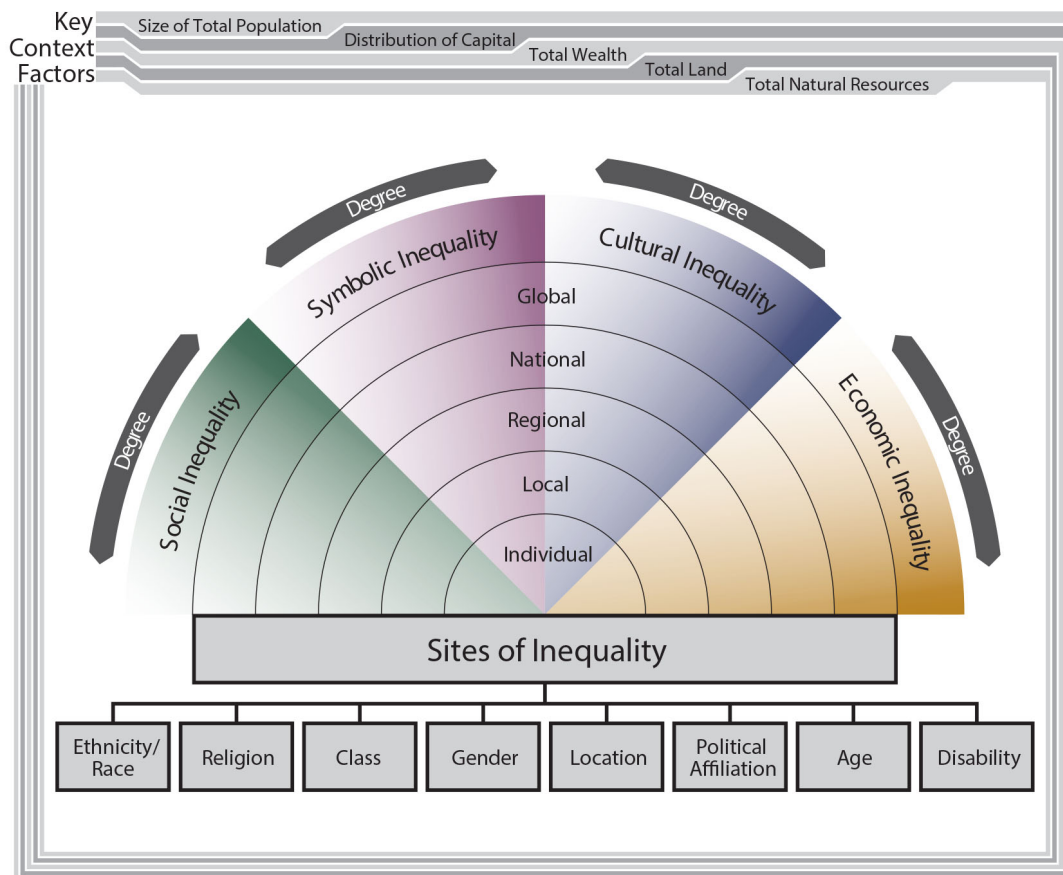 Key
Context
Factors
Size of Total Population
Distribution of Capital
Total Wealth
Total Land
Total Natural Resources
Degree
Degree
Degree
Degree
Social Inequality
Symbolic Inequality
Cultural Inequality
Economic Inequality
Global
National
Regional
Local
Individual
Sites of Inequality
Ethnicity/
Race
Religion
Class
Gender
Location
Political
Affiliation
Age
Disability